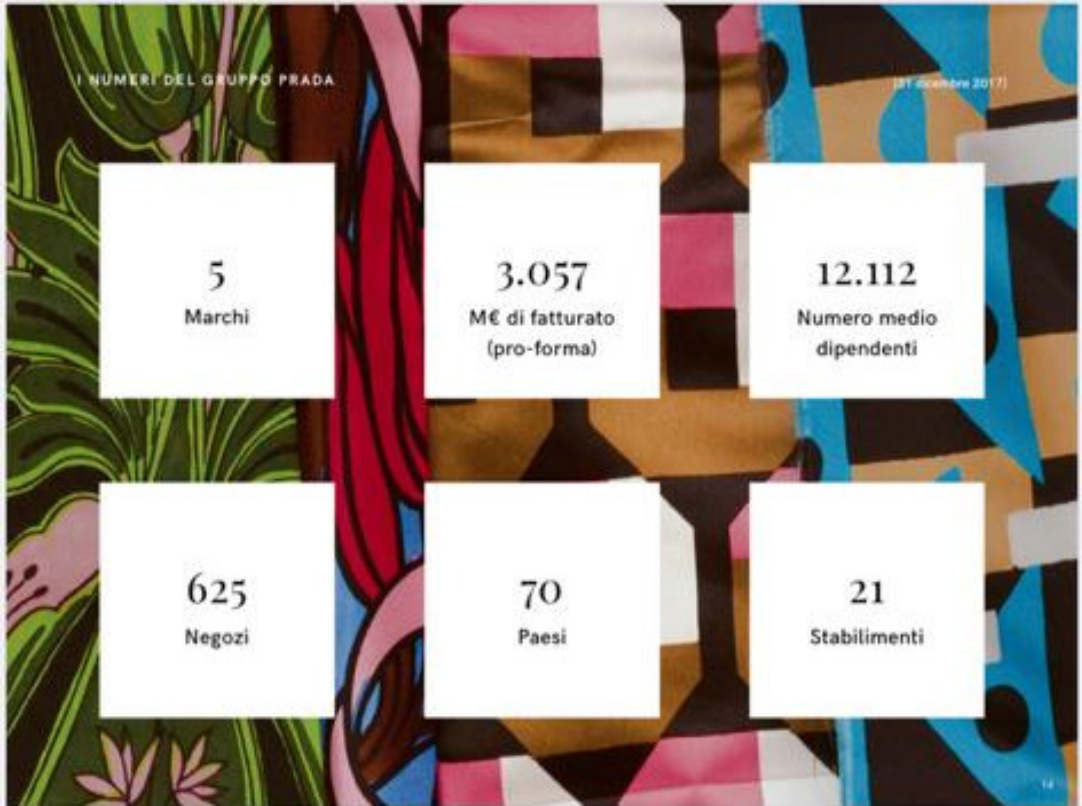 I NUMERI DEL GRUPPO PRADA
(31 dicembre 2017)
5
Marchi
3.057
M€ di fatturato
(pro-forma)
12.112
Numero medio
dipendenti
625
Negozi
70
Paesi
21
Stabilimenti
14